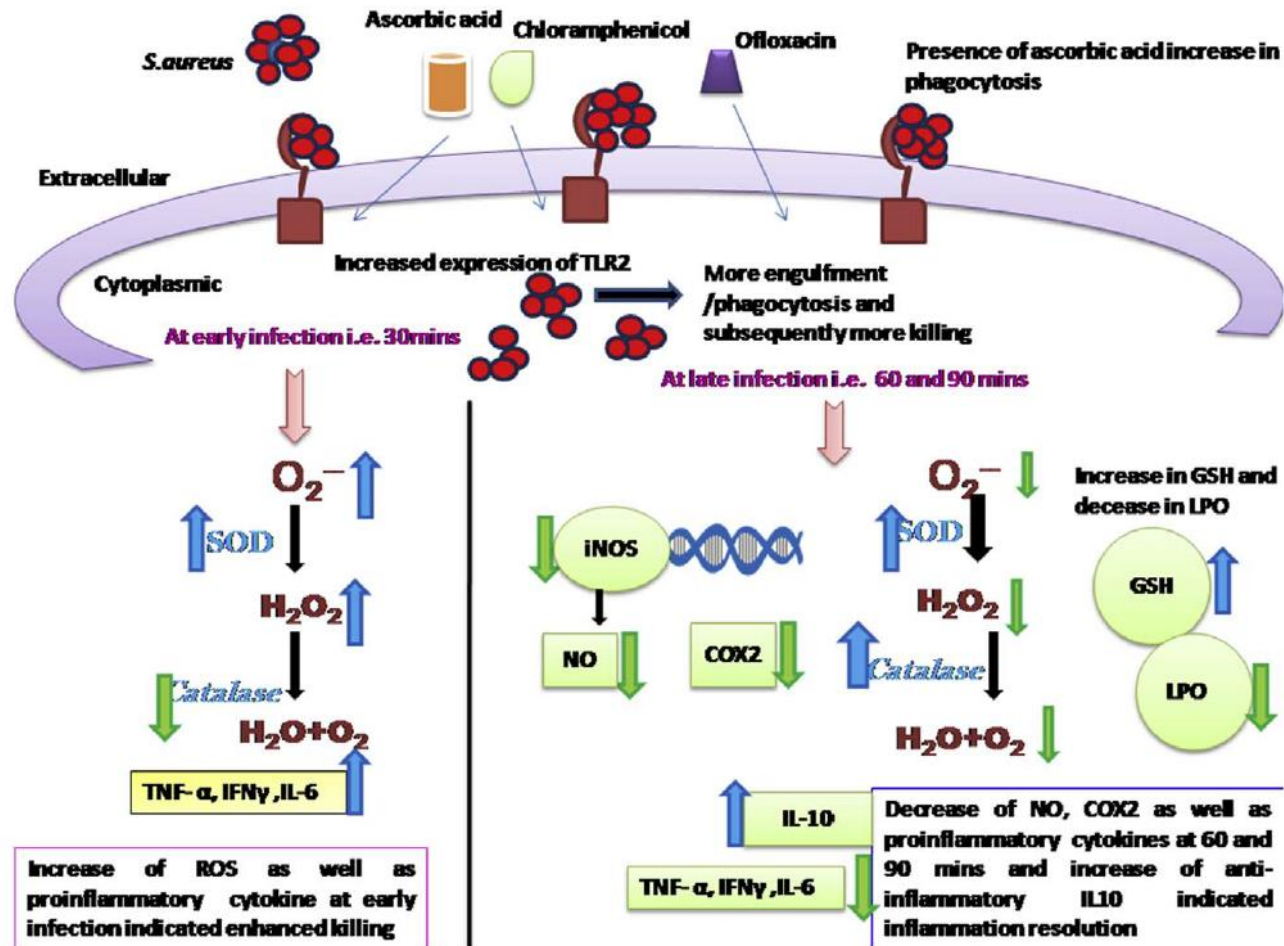 S.aureus
Ascorbic acid
Chloramphenicol
Ofloxacin
Presence of ascorbic acid increase in
phagocytosis
Extracellular
Cytoplasmic
Increased expression of TLR2
More engulfment
/phagocytosis and
subsequently more killing
At early infection i.e. 30mins
At late infection i.e. 60 and 90 mins
O₂⁻
SOD
H₂O₂
Catalase
H₂O+O₂
TNF- α, IFNγ ,IL-6
Increase of ROS as well as
proinflammatory cytokine at early
infection indicated enhanced killing
iNOS
NO
COX2
O₂⁻
SOD
H₂O₂
Catalase
H₂O+O₂
Increase in GSH and
decease in LPO
GSH
LPO
IL-10
TNF- α, IFNγ ,IL-6
Decrease of NO, COX2 as well as
proinflammatory cytokines at 60 and
90 mins and increase of anti-
inflammatory IL10 indicated
inflammation resolution